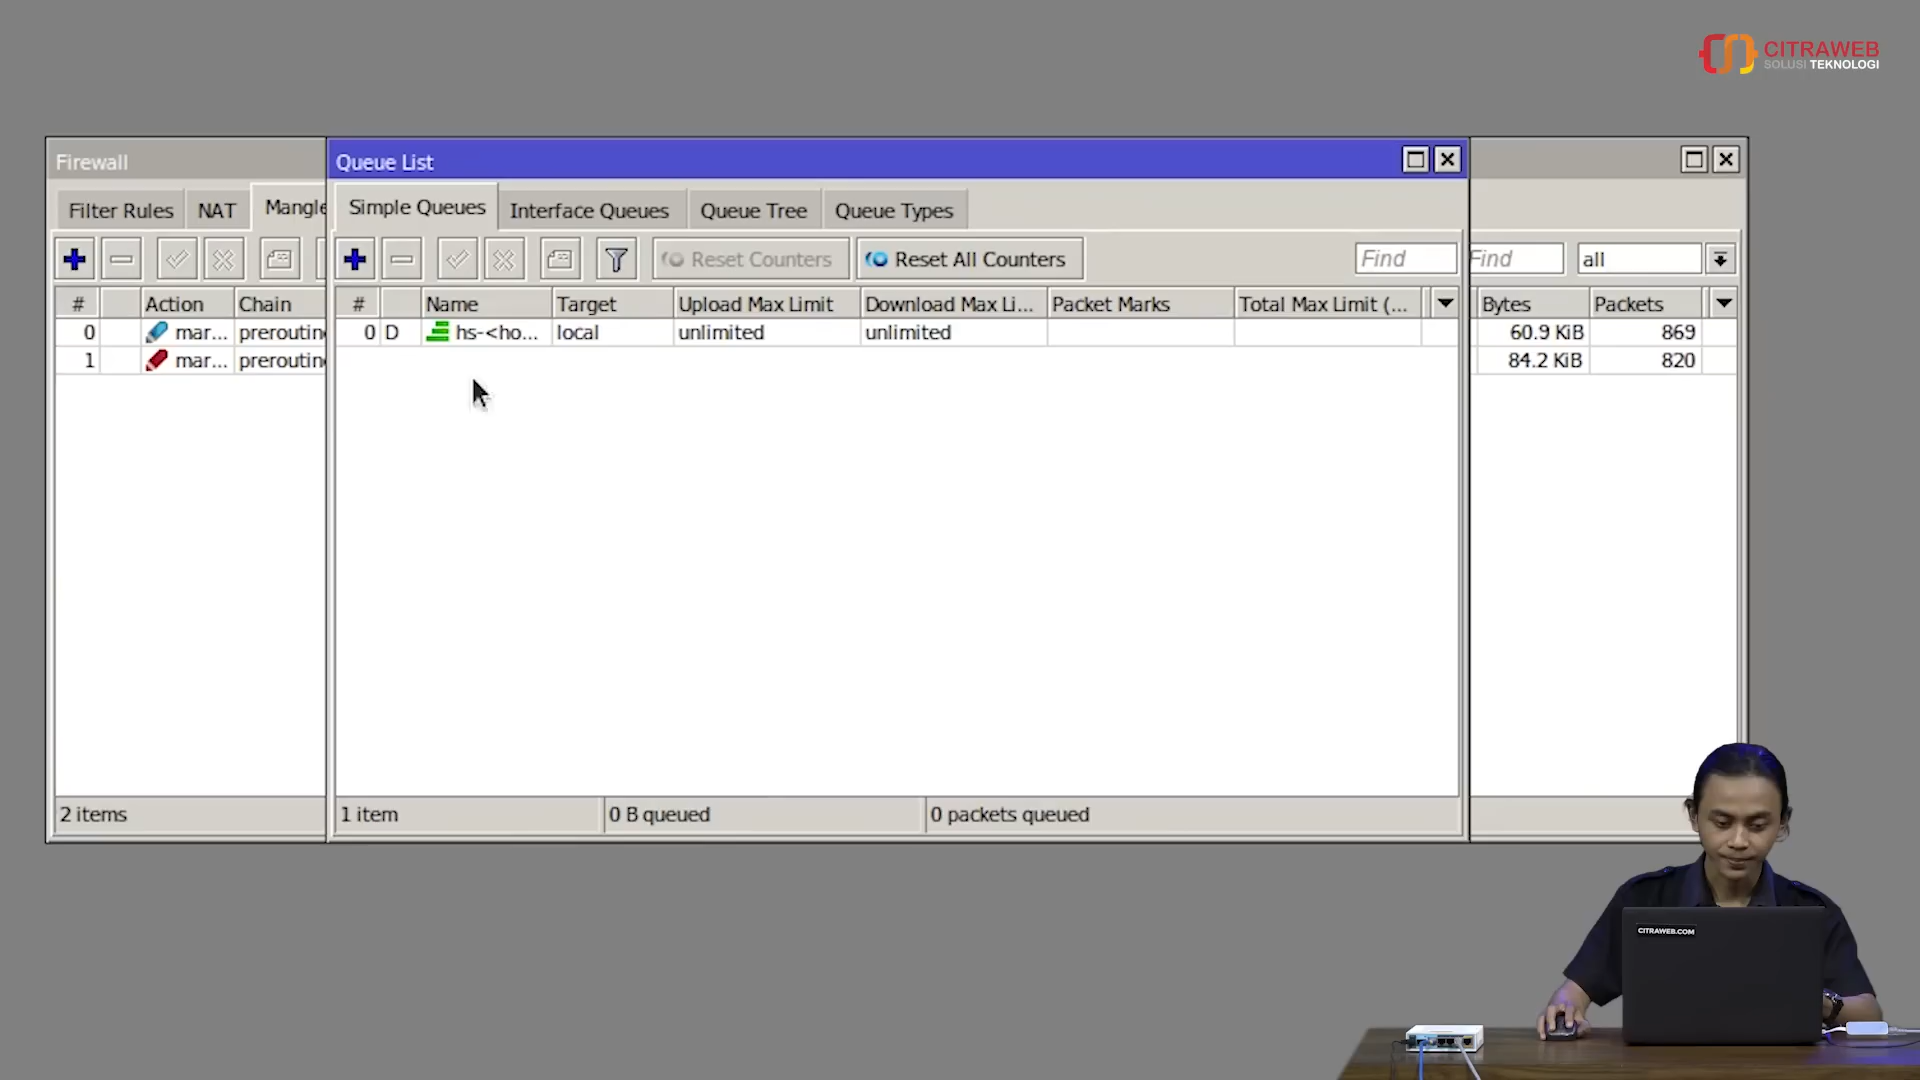 CITRAWEB
SOLUSI TEKNOLOGI
Firewall
Queue List
Filter Rules NAT Mangle
Simple Queues Interface Queues Queue Tree Queue Types
Reset Counters Reset All Counters Find Find all
# Action Chain
# Name Target Upload Max Limit Download Max Li... Packet Marks Total Max Limit (... Bytes Packets
0 mar... prerouting
0 D hs-<ho... local unlimited unlimited 60.9 KiB 869
1 mar... prerouting 84.2 KiB 820
2 items
1 item 0 B queued 0 packets queued
CITRAWEB.COM